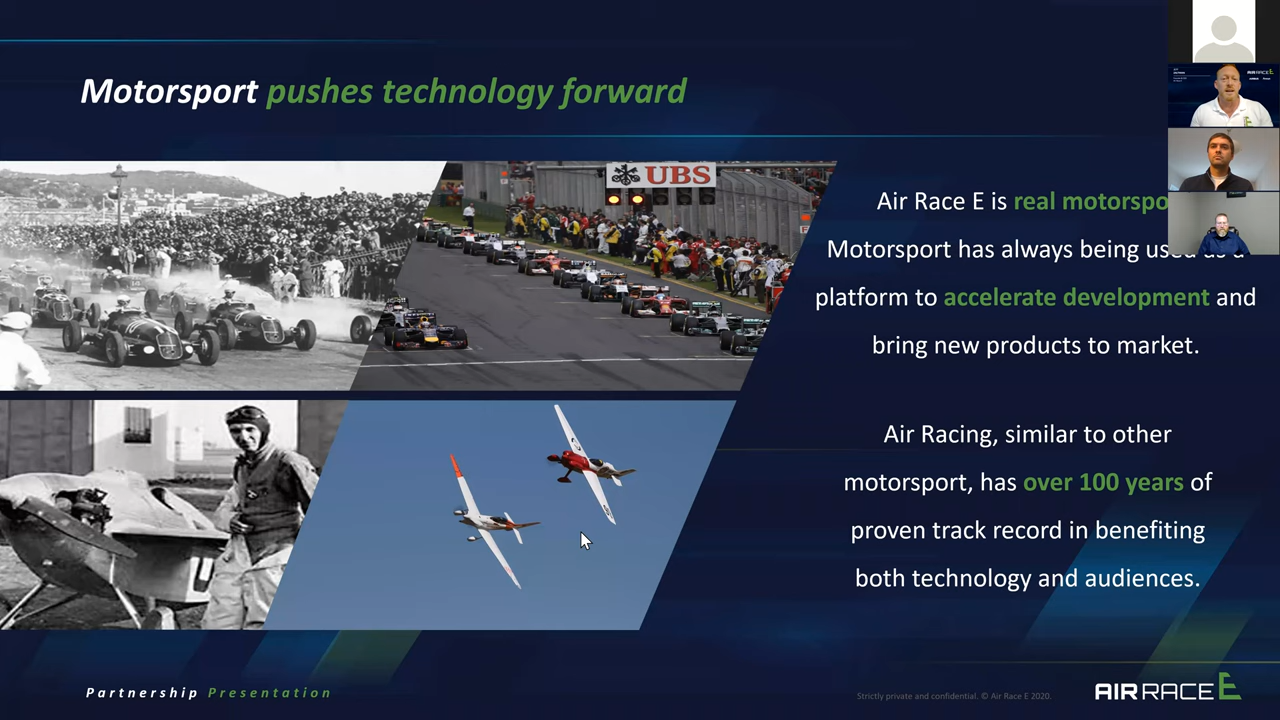 Motorsport pushes technology forward
UBS
Air Race E is real motorspo
Motorsport has always being used as a
platform to accelerate development and
bring new products to market.
Air Racing, similar to other
motorsport, has over 100 years of
proven track record in benefiting
both technology and audiences.
Partnership Presentation
Strictly private and confidential. © Air Race E 2020.
AIR RACE E